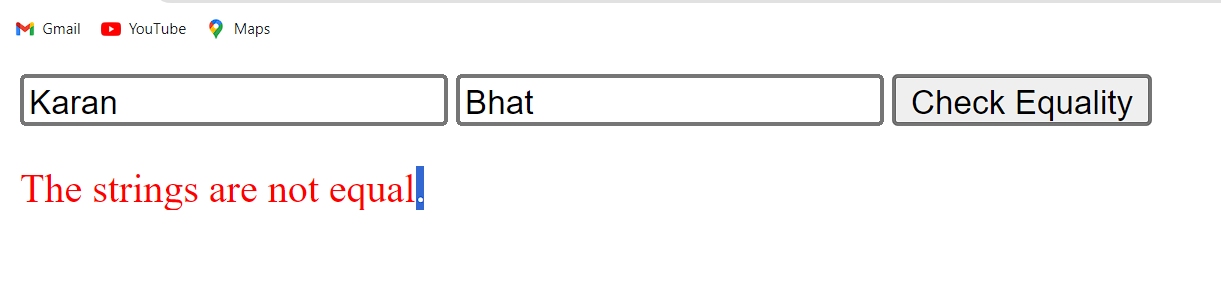 Gmail YouTube Maps
Karan Bhat Check Equality
The strings are not equal.